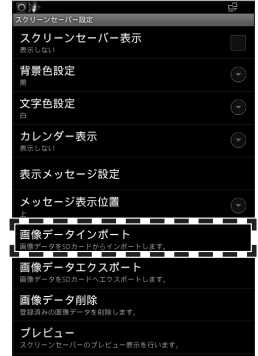 スクリーンセーバー設定
スクリーンセーバー表示
表示しない
背景色設定
黒
文字色設定
白
カレンダー表示
表示しない
表示メッセージ設定
メッセージ表示位置
上
画像データインポート
画像データをSDカードからインポートします。
画像データエクスポート
画像データをSDカードへエクスポートします。
画像データ削除
登録済みの画像データを削除します。
プレビュー
スクリーンセーバーのプレビュー表示を行います。